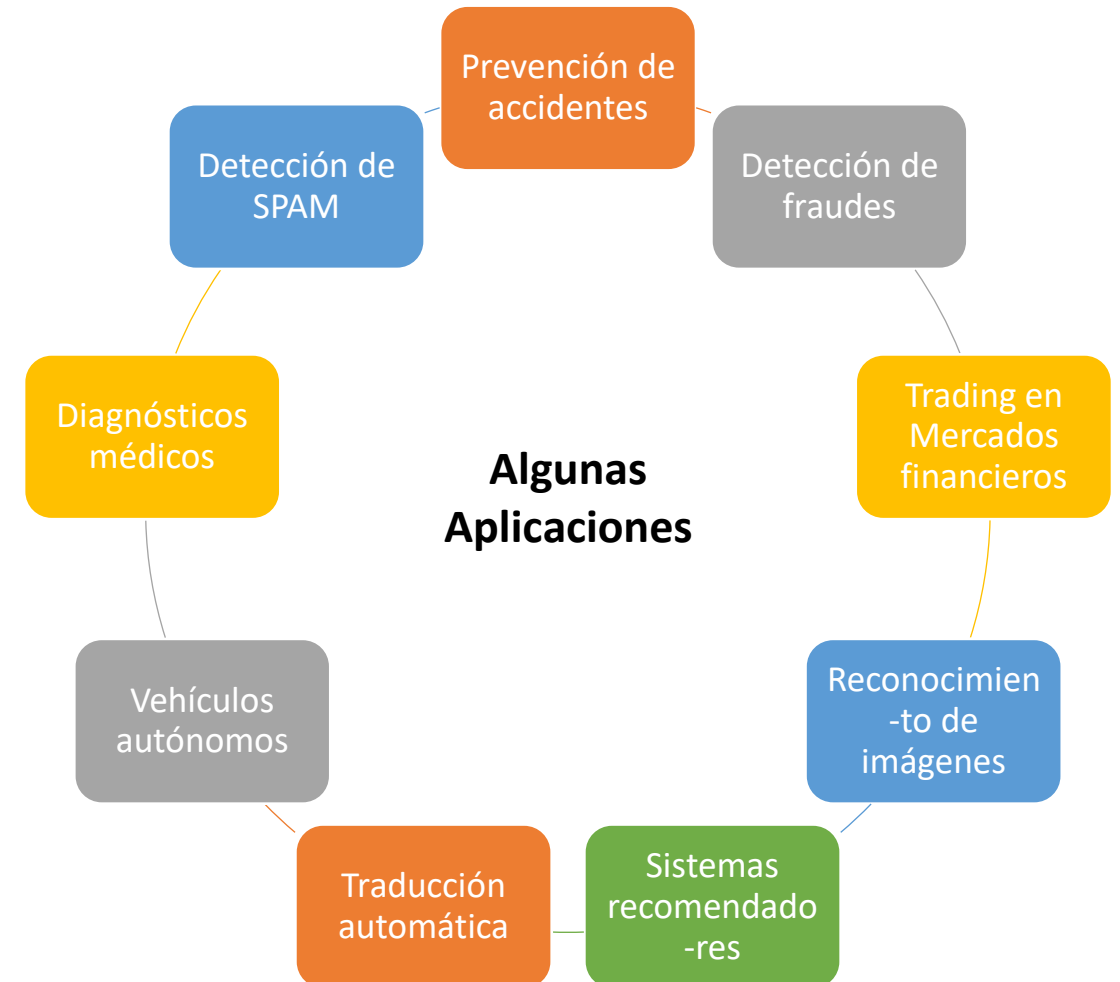 Prevención de
accidentes
Detección de
fraudes
Trading en
Mercados
financieros
Reconocimien
-to de
imágenes
Sistemas
recomendado
-res
Traducción
automática
Vehículos
autónomos
Diagnósticos
médicos
Detección de
SPAM
Algunas
Aplicaciones